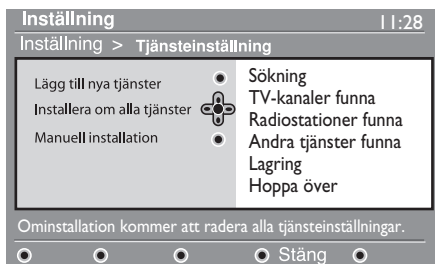 Inställning 11:28
Inställning > Tjänsteinställning
Lägg till nya tjänster
Installera om alla tjänster
Manuell installation
Sökning
TV-kanaler funna
Radiostationer funna
Andra tjänster funna
Lagring
Hoppa över
Ominstallation kommer att radera alla tjänsteinställningar.
Stäng